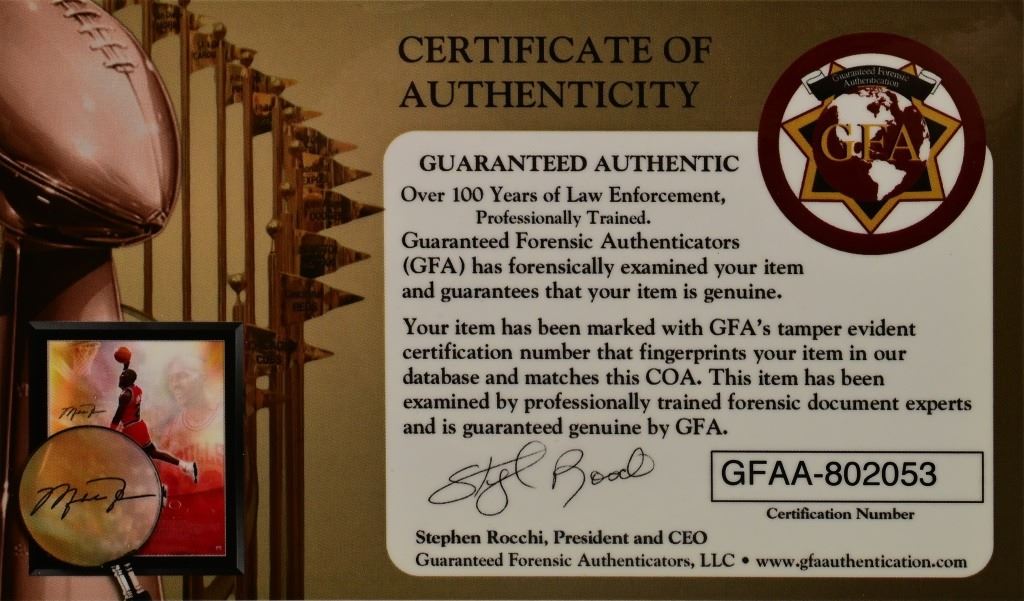 CERTIFICATE OF
AUTHENTICITY
Guaranteed Forensic
Authentication
GFA
GUARANTEED AUTHENTIC
Over 100 Years of Law Enforcement,
Professionally Trained.
Guaranteed Forensic Authenticators
(GFA) has forensically examined your item
and guarantees that your item is genuine.
Your item has been marked with GFA's tamper evident
certification number that fingerprints your item in our
database and matches this COA. This item has been
examined by professionally trained forensic document experts
and is guaranteed genuine by GFA.
GFAA-802053
Certification Number
Stephen Rocchi, President and CEO
Guaranteed Forensic Authenticators, LLC • www.gfaauthentication.com